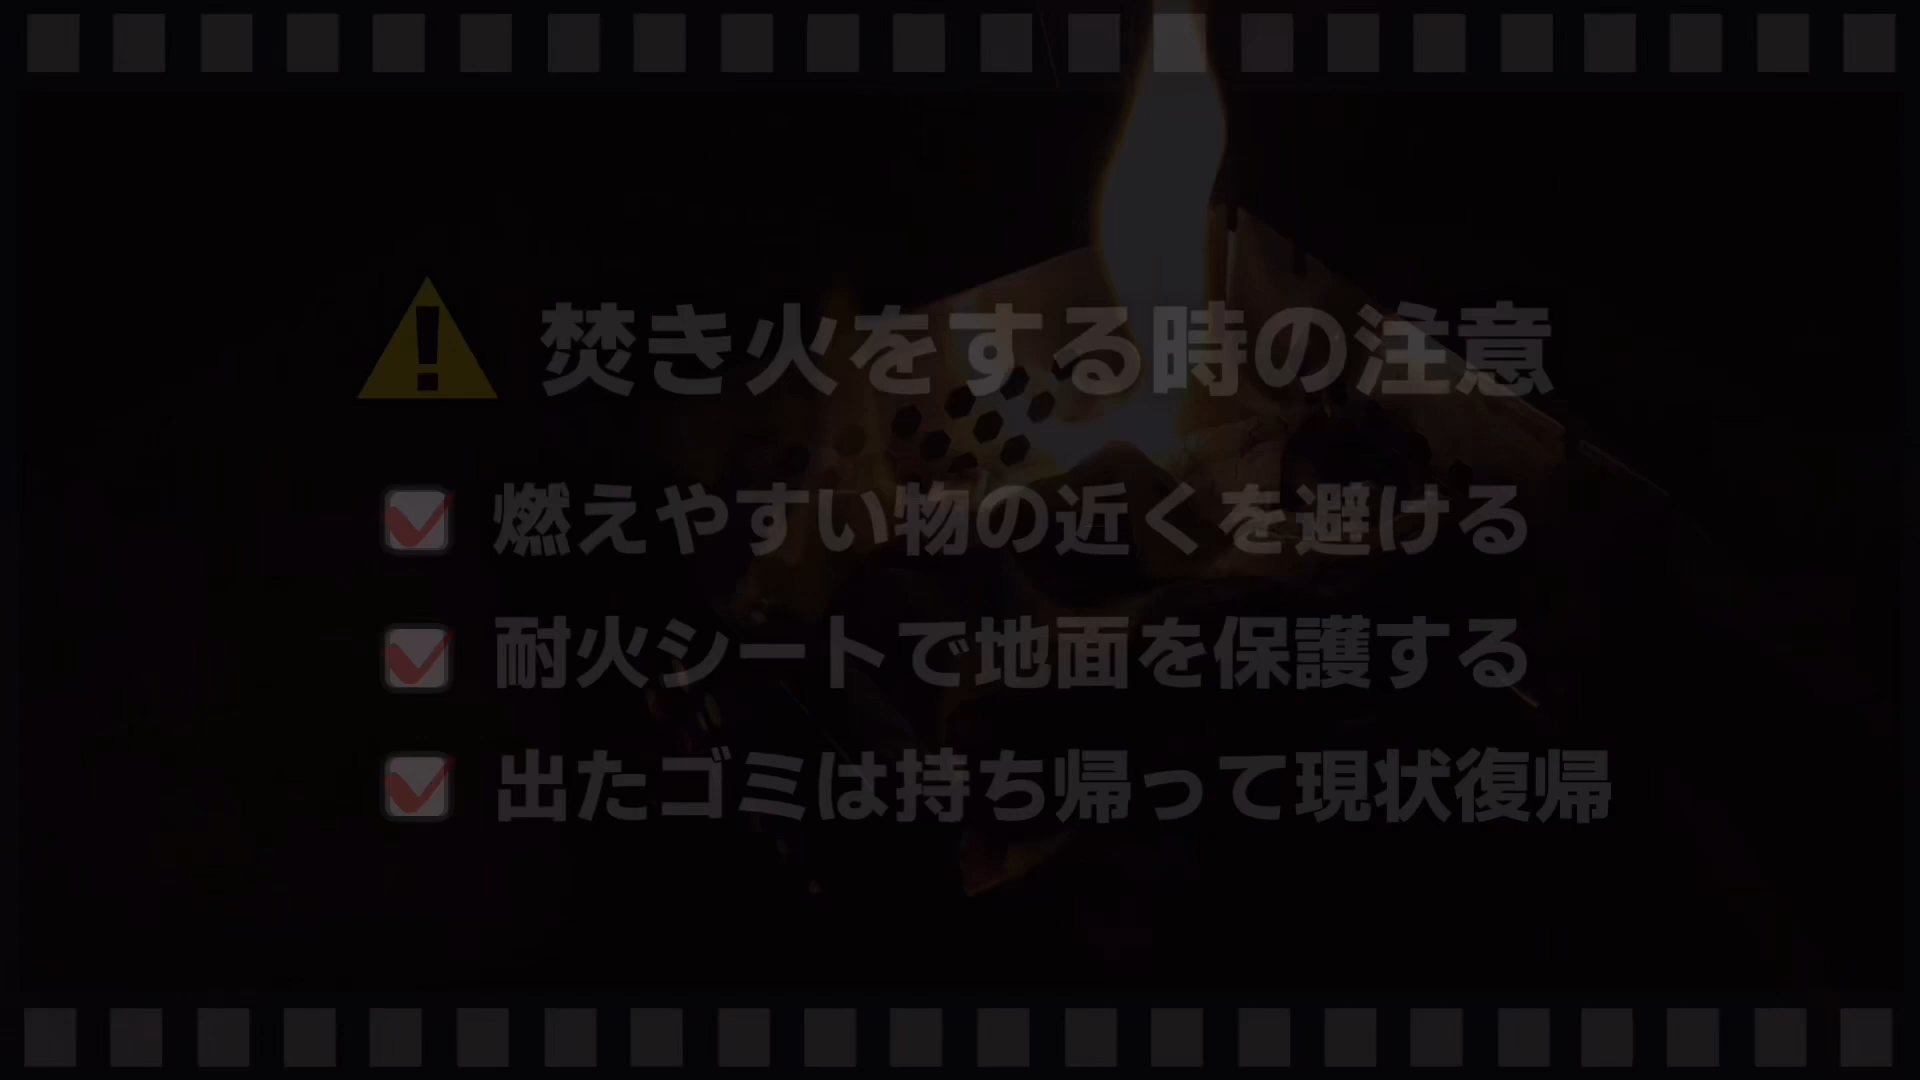 焚き火をする時の注意
燃えやすい物の近くを避ける
耐火シートで地面を保護する
出たゴミは持ち帰って現状復帰